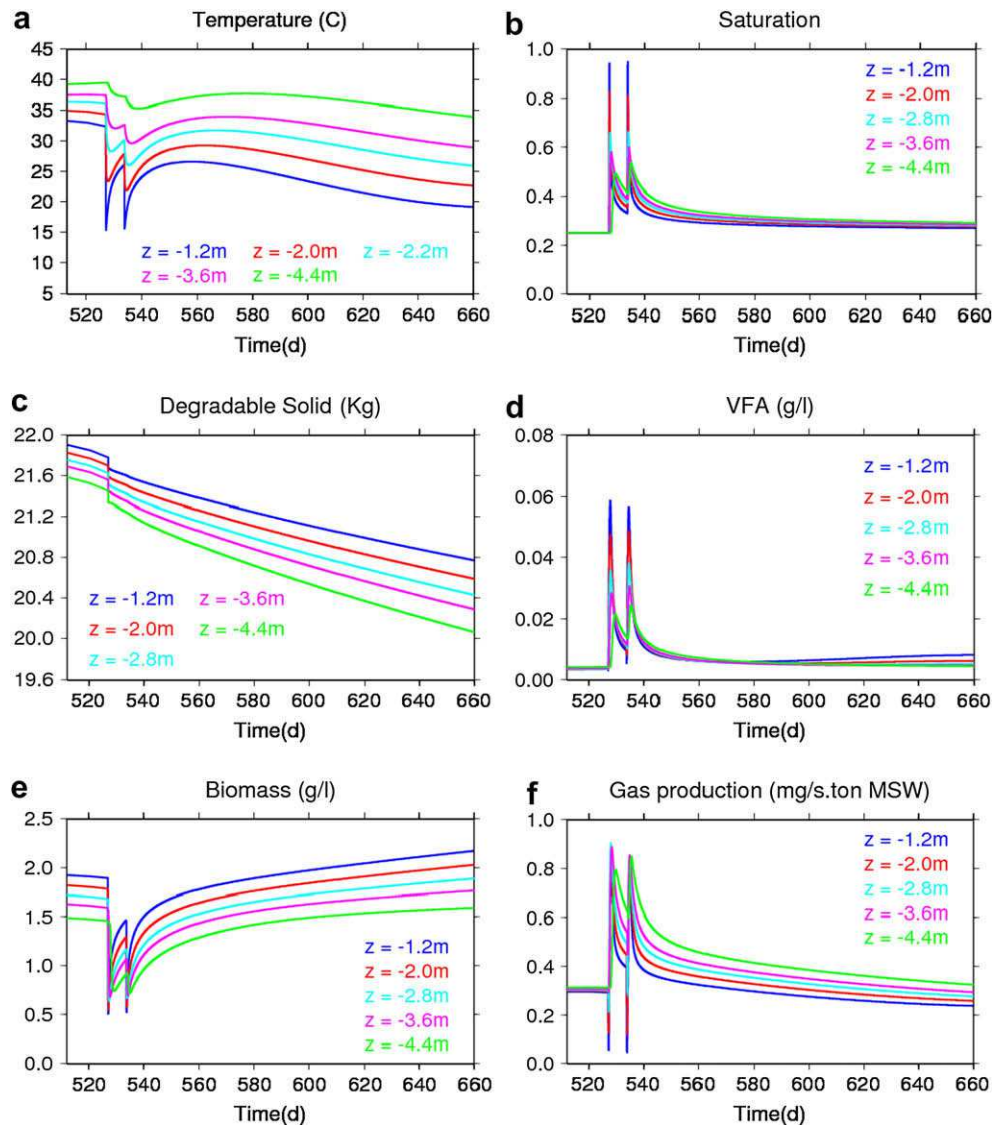 a
Temperature (C)
45
40
35
30
25
20
15
10
5
z = -1.2m z = -2.0m z = -2.2m
z = -3.6m z = -4.4m
520 540 560 580 600 620 640 660
Time(d)
b
Saturation
1.0
0.8
0.6
0.4
0.2
0.0
z = -1.2m
z = -2.0m
z = -2.8m
z = -3.6m
z = -4.4m
520 540 560 580 600 620 640 660
Time(d)
c
Degradable Solid (Kg)
22.0
21.6
21.2
20.8
20.4
20.0
19.6
z = -1.2m z = -3.6m
z = -2.0m z = -4.4m
z = -2.8m
520 540 560 580 600 620 640 660
Time(d)
d
VFA (g/l)
0.08
0.06
0.04
0.02
0.00
z = -1.2m
z = -2.0m
z = -2.8m
z = -3.6m
z = -4.4m
520 540 560 580 600 620 640 660
Time(d)
e
Biomass (g/l)
2.5
2.0
1.5
1.0
0.5
0.0
z = -1.2m
z = -2.0m
z = -2.8m
z = -3.6m
z = -4.4m
520 540 560 580 600 620 640 660
Time(d)
f
Gas production (mg/s.ton MSW)
1.0
0.8
0.6
0.4
0.2
0.0
z = -1.2m
z = -2.0m
z = -2.8m
z = -3.6m
z = -4.4m
520 540 560 580 600 620 640 660
Time(d)